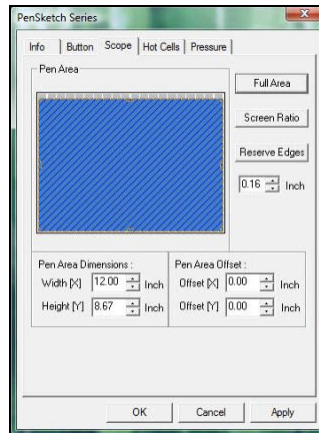 PenSketch Series
Info Button Scope Hot Cells Pressure
Pen Area
Full Area
Screen Ratio
Reserve Edges
0.16 Inch
Pen Area Dimensions : Pen Area Offset :
Width [X] 12.00 Inch Offset [X] 0.00 Inch
Height [Y] 8.67 Inch Offset [Y] 0.00 Inch
OK Cancel Apply